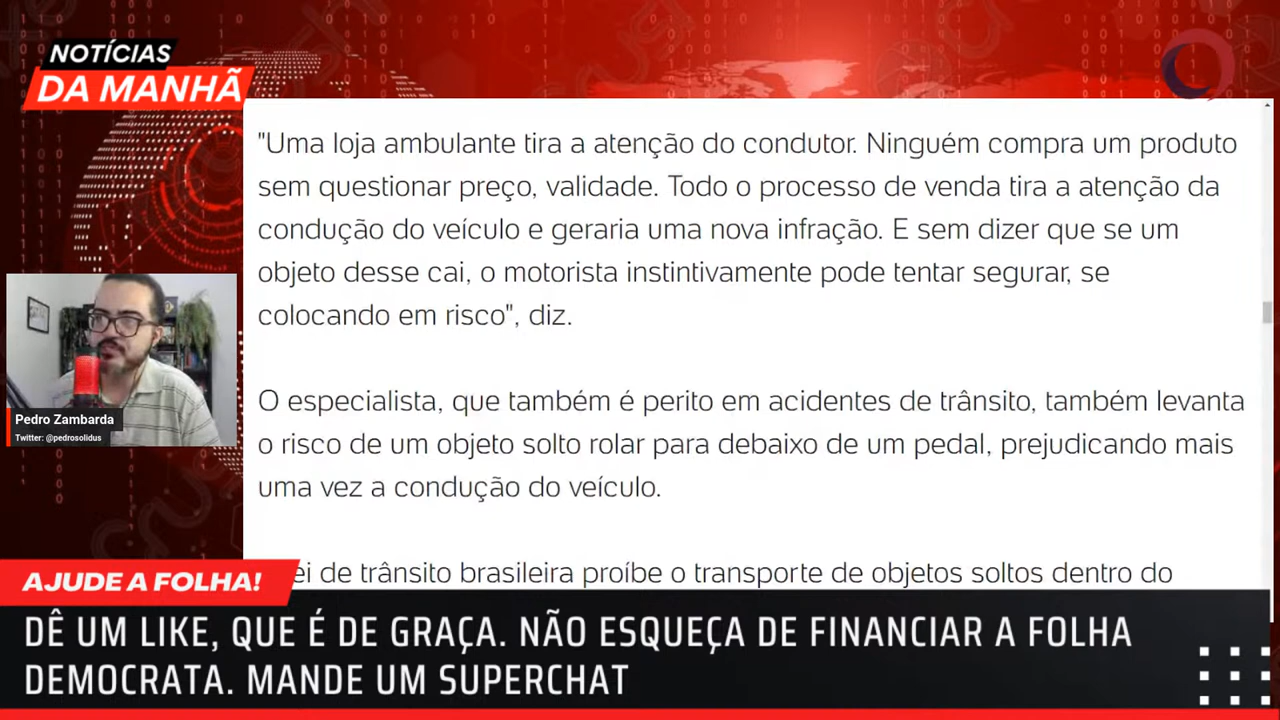 NOTÍCIAS
DA MANHÃ
"Uma loja ambulante tira a atenção do condutor. Ninguém compra um produto
sem questionar preço, validade. Todo o processo de venda tira a atenção da
condução do veículo e geraria uma nova infração. E sem dizer que se um
objeto desse cai, o motorista instintivamente pode tentar segurar, se
colocando em risco", diz.
O especialista, que também é perito em acidentes de trânsito, também levanta
o risco de um objeto solto rolar para debaixo de um pedal, prejudicando mais
uma vez a condução do veículo.
ei de trânsito brasileira proíbe o transporte de objetos soltos dentro do
Pedro Zambarda
Twitter: @pedrosolidus
AJUDE A FOLHA!
DÊ UM LIKE, QUE É DE GRAÇA. NÃO ESQUEÇA DE FINANCIAR A FOLHA
DEMOCRATA. MANDE UM SUPERCHAT